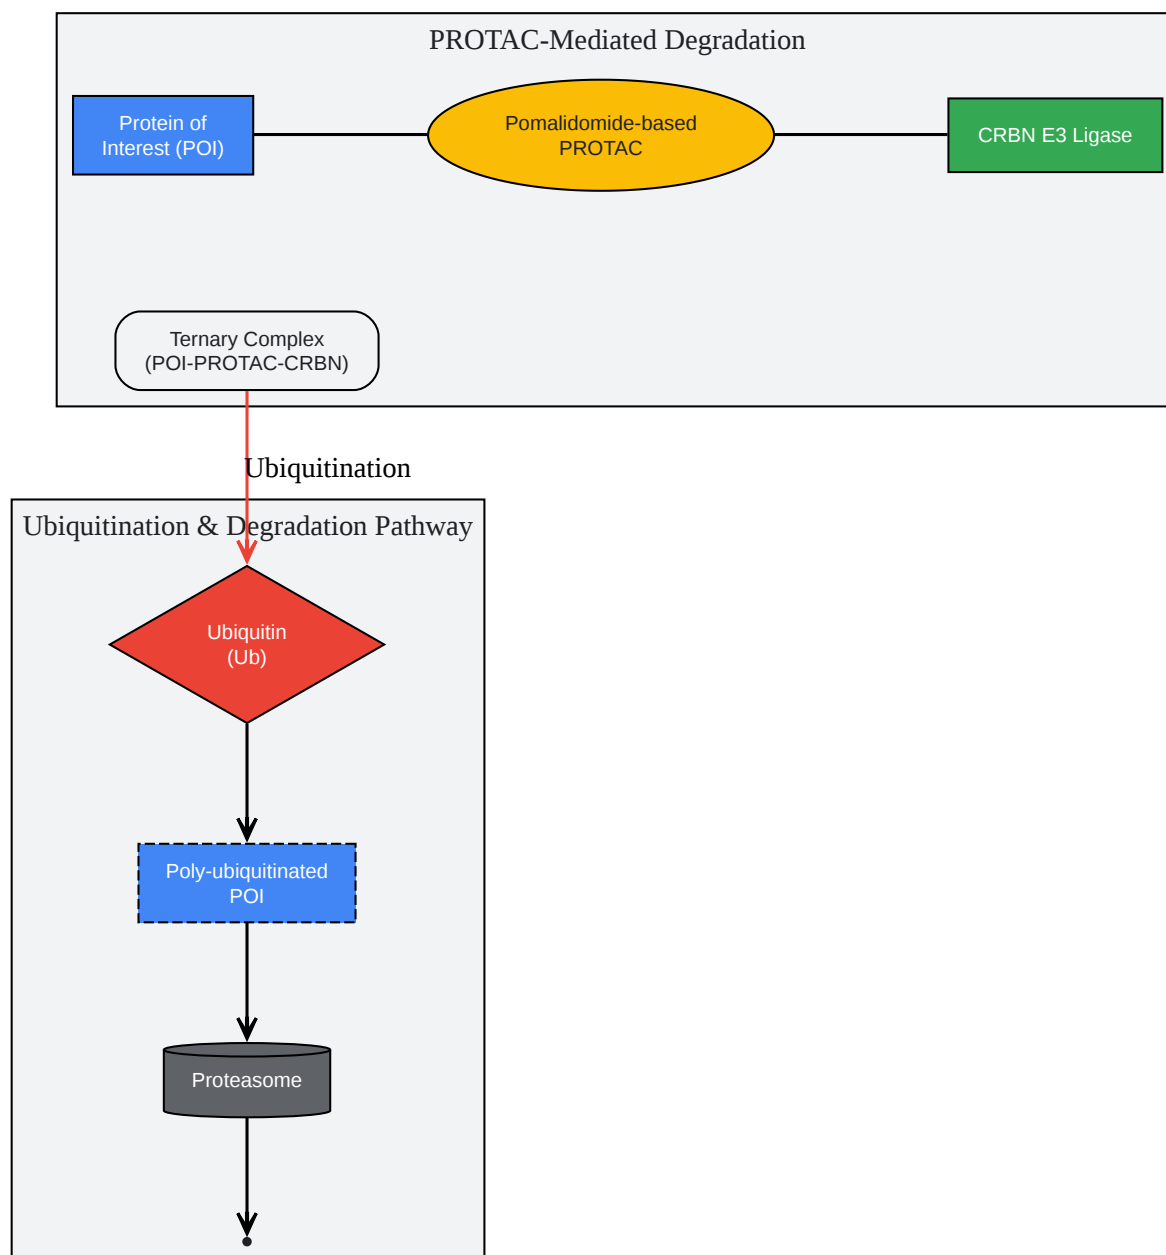 PROTAC-Mediated Degradation
Protein of
Interest (POI)
Pomalidomide-based
PROTAC
CRBN E3 Ligase
Ternary Complex
(POI-PROTAC-CRBN)
Ubiquitination
Ubiquitination & Degradation Pathway
Ubiquitin
(Ub)
Poly-ubiquitinated
POI
Proteasome